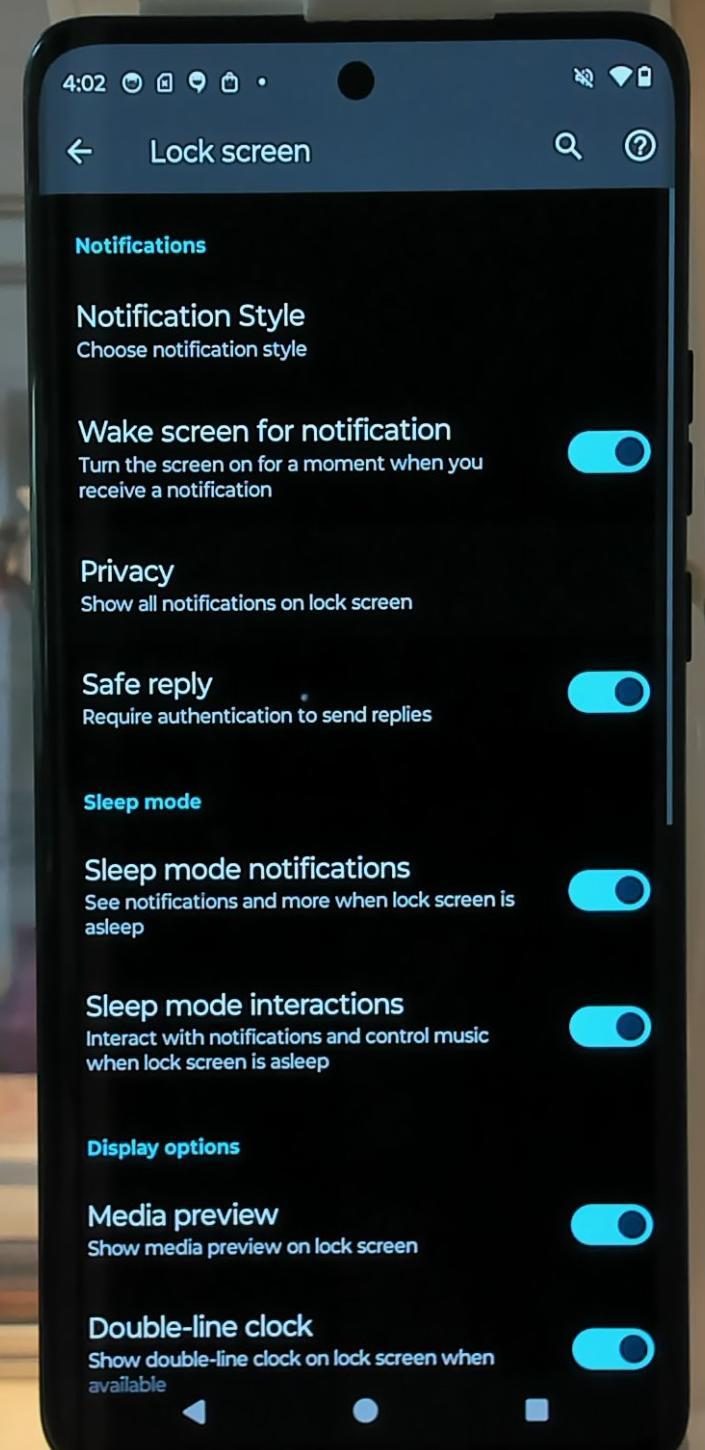 4:02
Lock screen
Notifications
Notification Style
Choose notification style
Wake screen for notification
Turn the screen on for a moment when you
receive a notification
Privacy
Show all notifications on lock screen
Safe reply
Require authentication to send replies
Sleep mode
Sleep mode notifications
See notifications and more when lock screen is
asleep
Sleep mode interactions
Interact with notifications and control music
when lock screen is asleep
Display options
Media preview
Show media preview on lock screen
Double-line clock
Show double-line clock on lock screen when
available